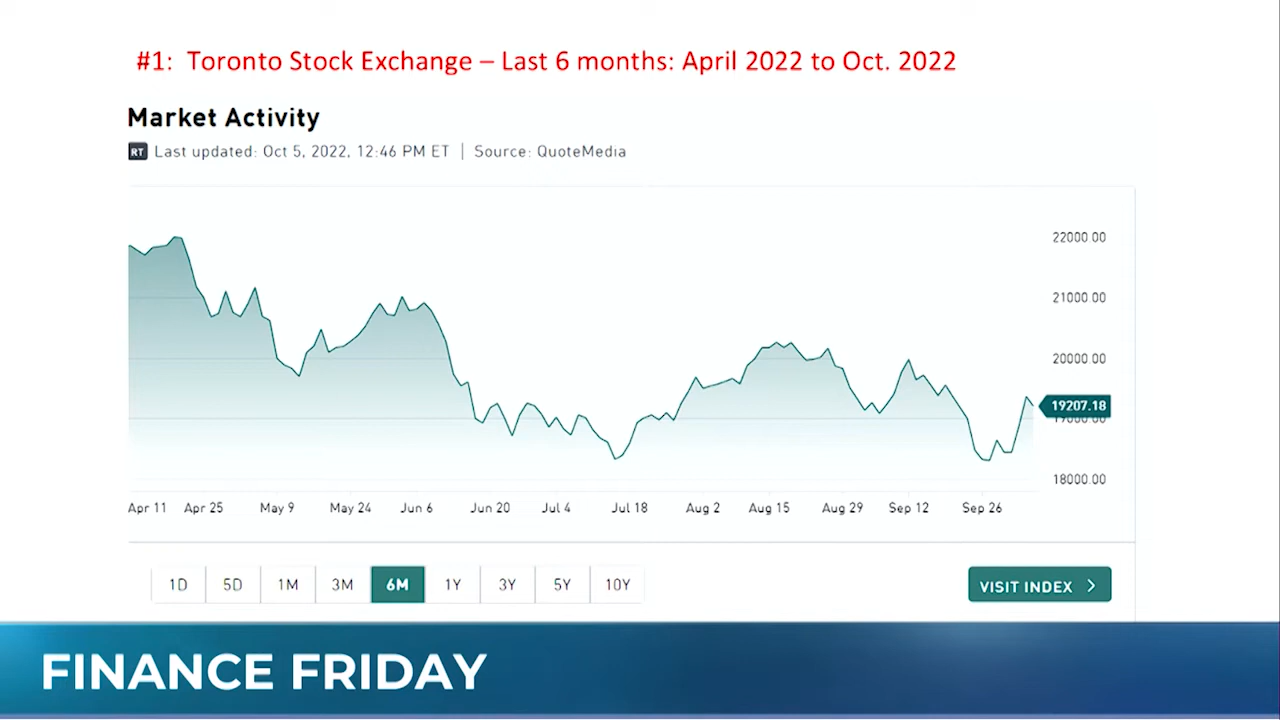 #1: Toronto Stock Exchange – Last 6 months: April 2022 to Oct. 2022
Market Activity
RT Last updated: Oct 5, 2022, 12:46 PM ET | Source: QuoteMedia
22000.00
21000.00
20000.00
19207.18
19000.00
18000.00
Apr 11 Apr 25 May 9 May 24 Jun 6 Jun 20 Jul 4 Jul 18 Aug 2 Aug 15 Aug 29 Sep 12 Sep 26
1D 5D 1M 3M 6M 1Y 3Y 5Y 10Y VISIT INDEX >
FINANCE FRIDAY